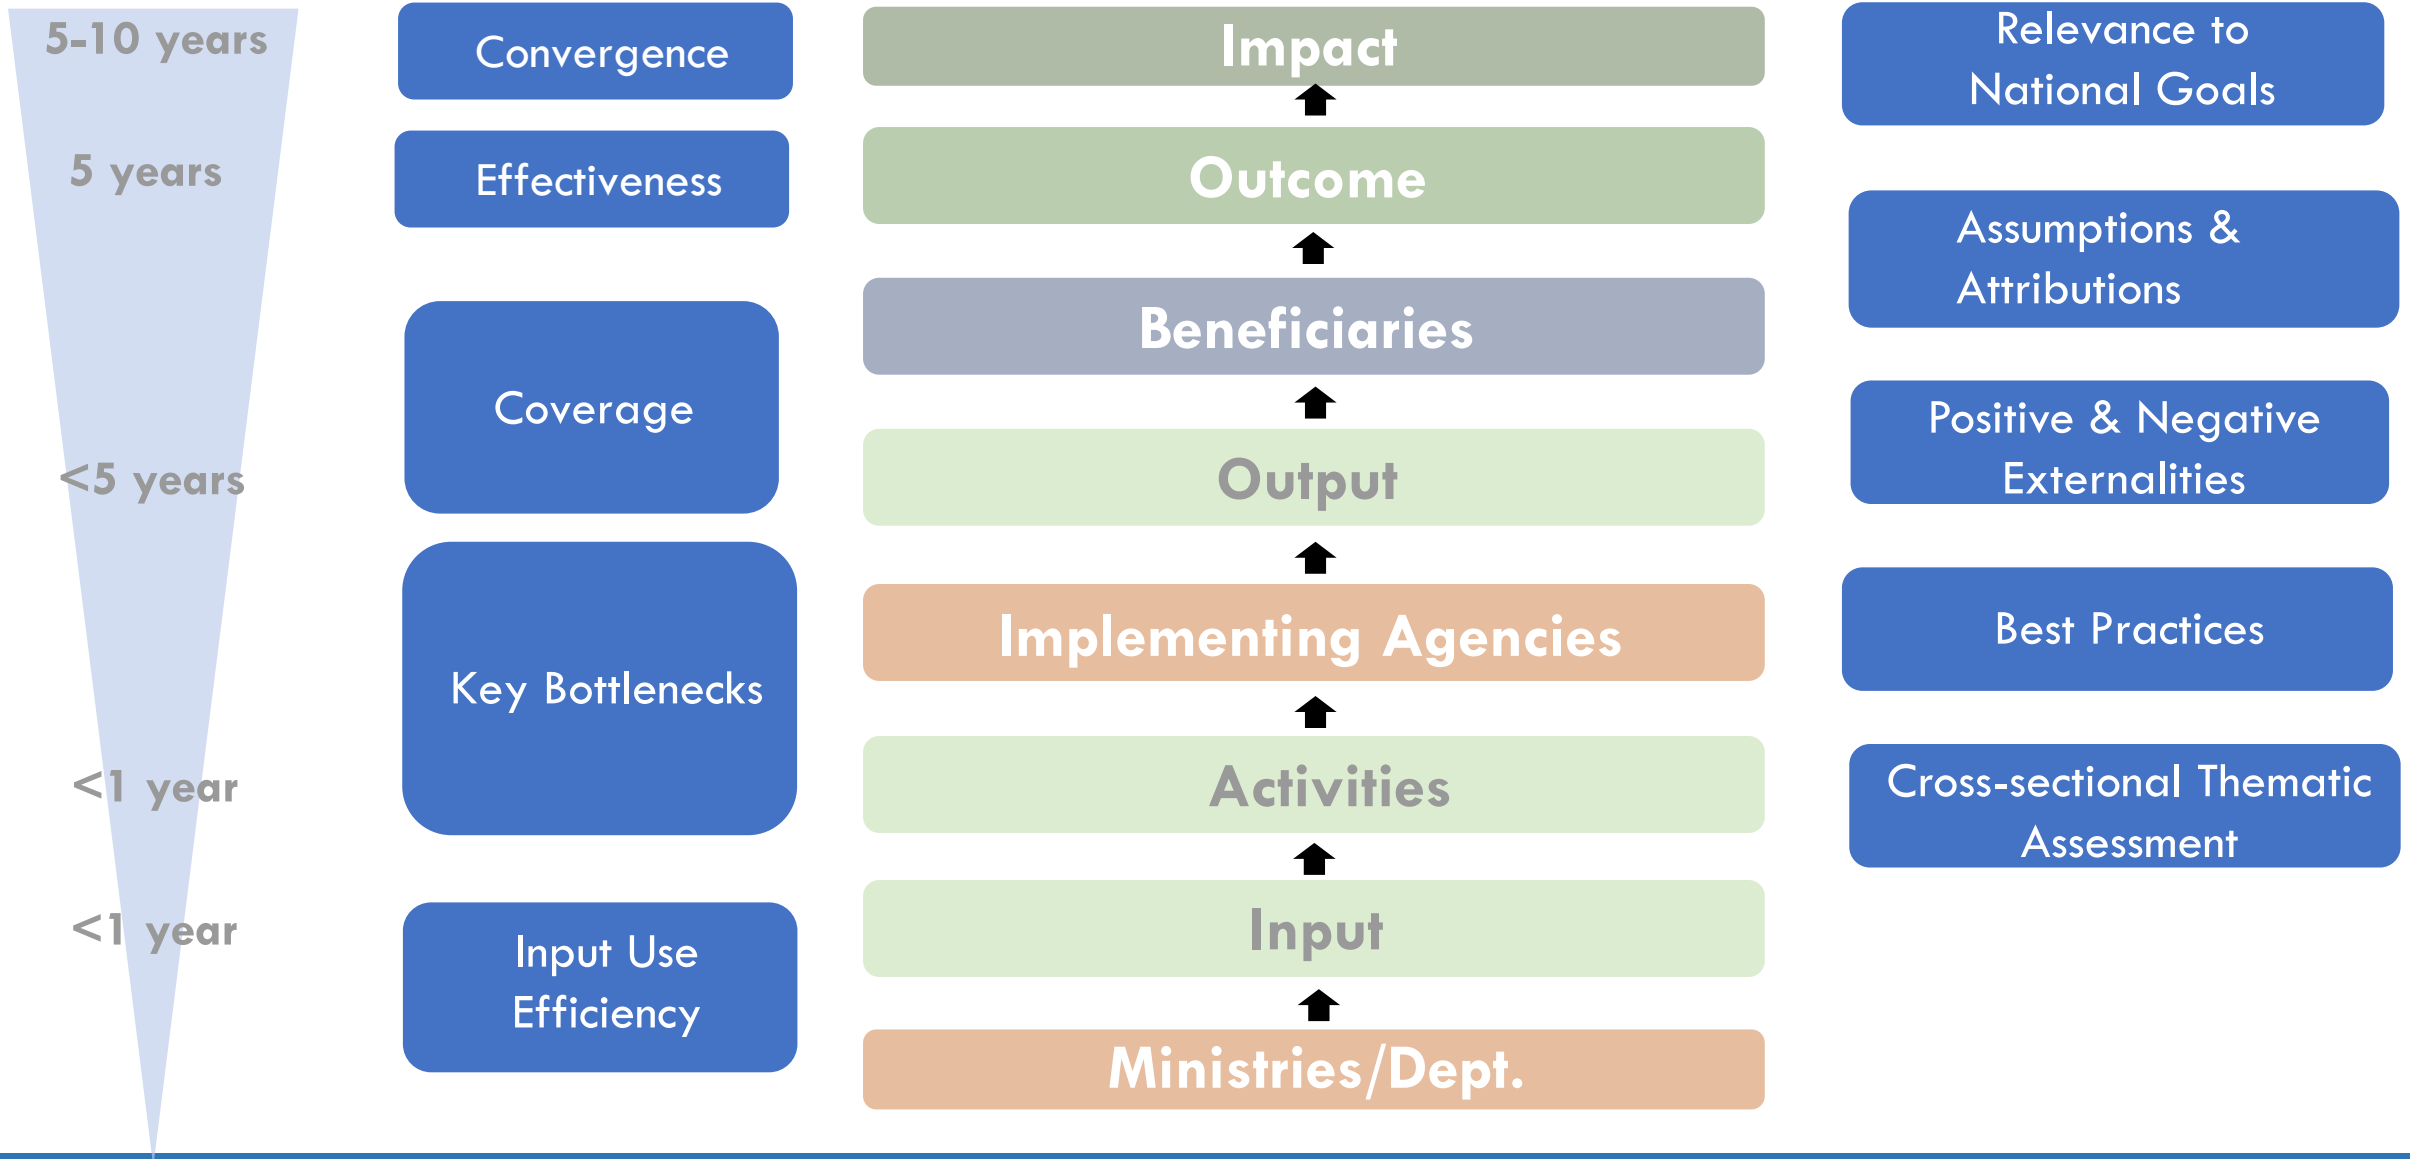 5-10 years
Convergence
Impact
Relevance to
National Goals
5 years
Effectiveness
Outcome
Assumptions &
Attributions
Beneficiaries
Coverage
Positive & Negative
Externalities
<5 years
Output
Key Bottlenecks
Implementing Agencies
Best Practices
<1 year
Activities
Cross-sectional Thematic
Assessment
<1 year
Input Use
Efficiency
Input
Ministries/Dept.